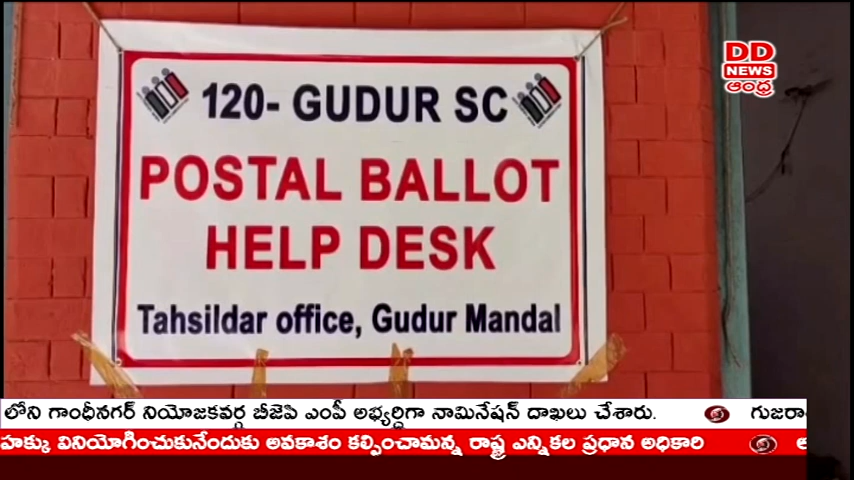 DD
NEWS
ఆంధ్ర
120- GUDUR SC
POSTAL BALLOT
HELP DESK
Tahsildar office, Gudur Mandal
లోని గాంధీనగర్ నియోజకవర్గ బీజెపి ఎంపీ అభ్యర్ధిగా నామినేషన్ దాఖలు చేశారు. గుజరా
హక్కు వినియోగించుకునేందుకు అవకాశం కల్పించామన్న రాష్ట్ర ఎన్నికల ప్రధాన అధికారి